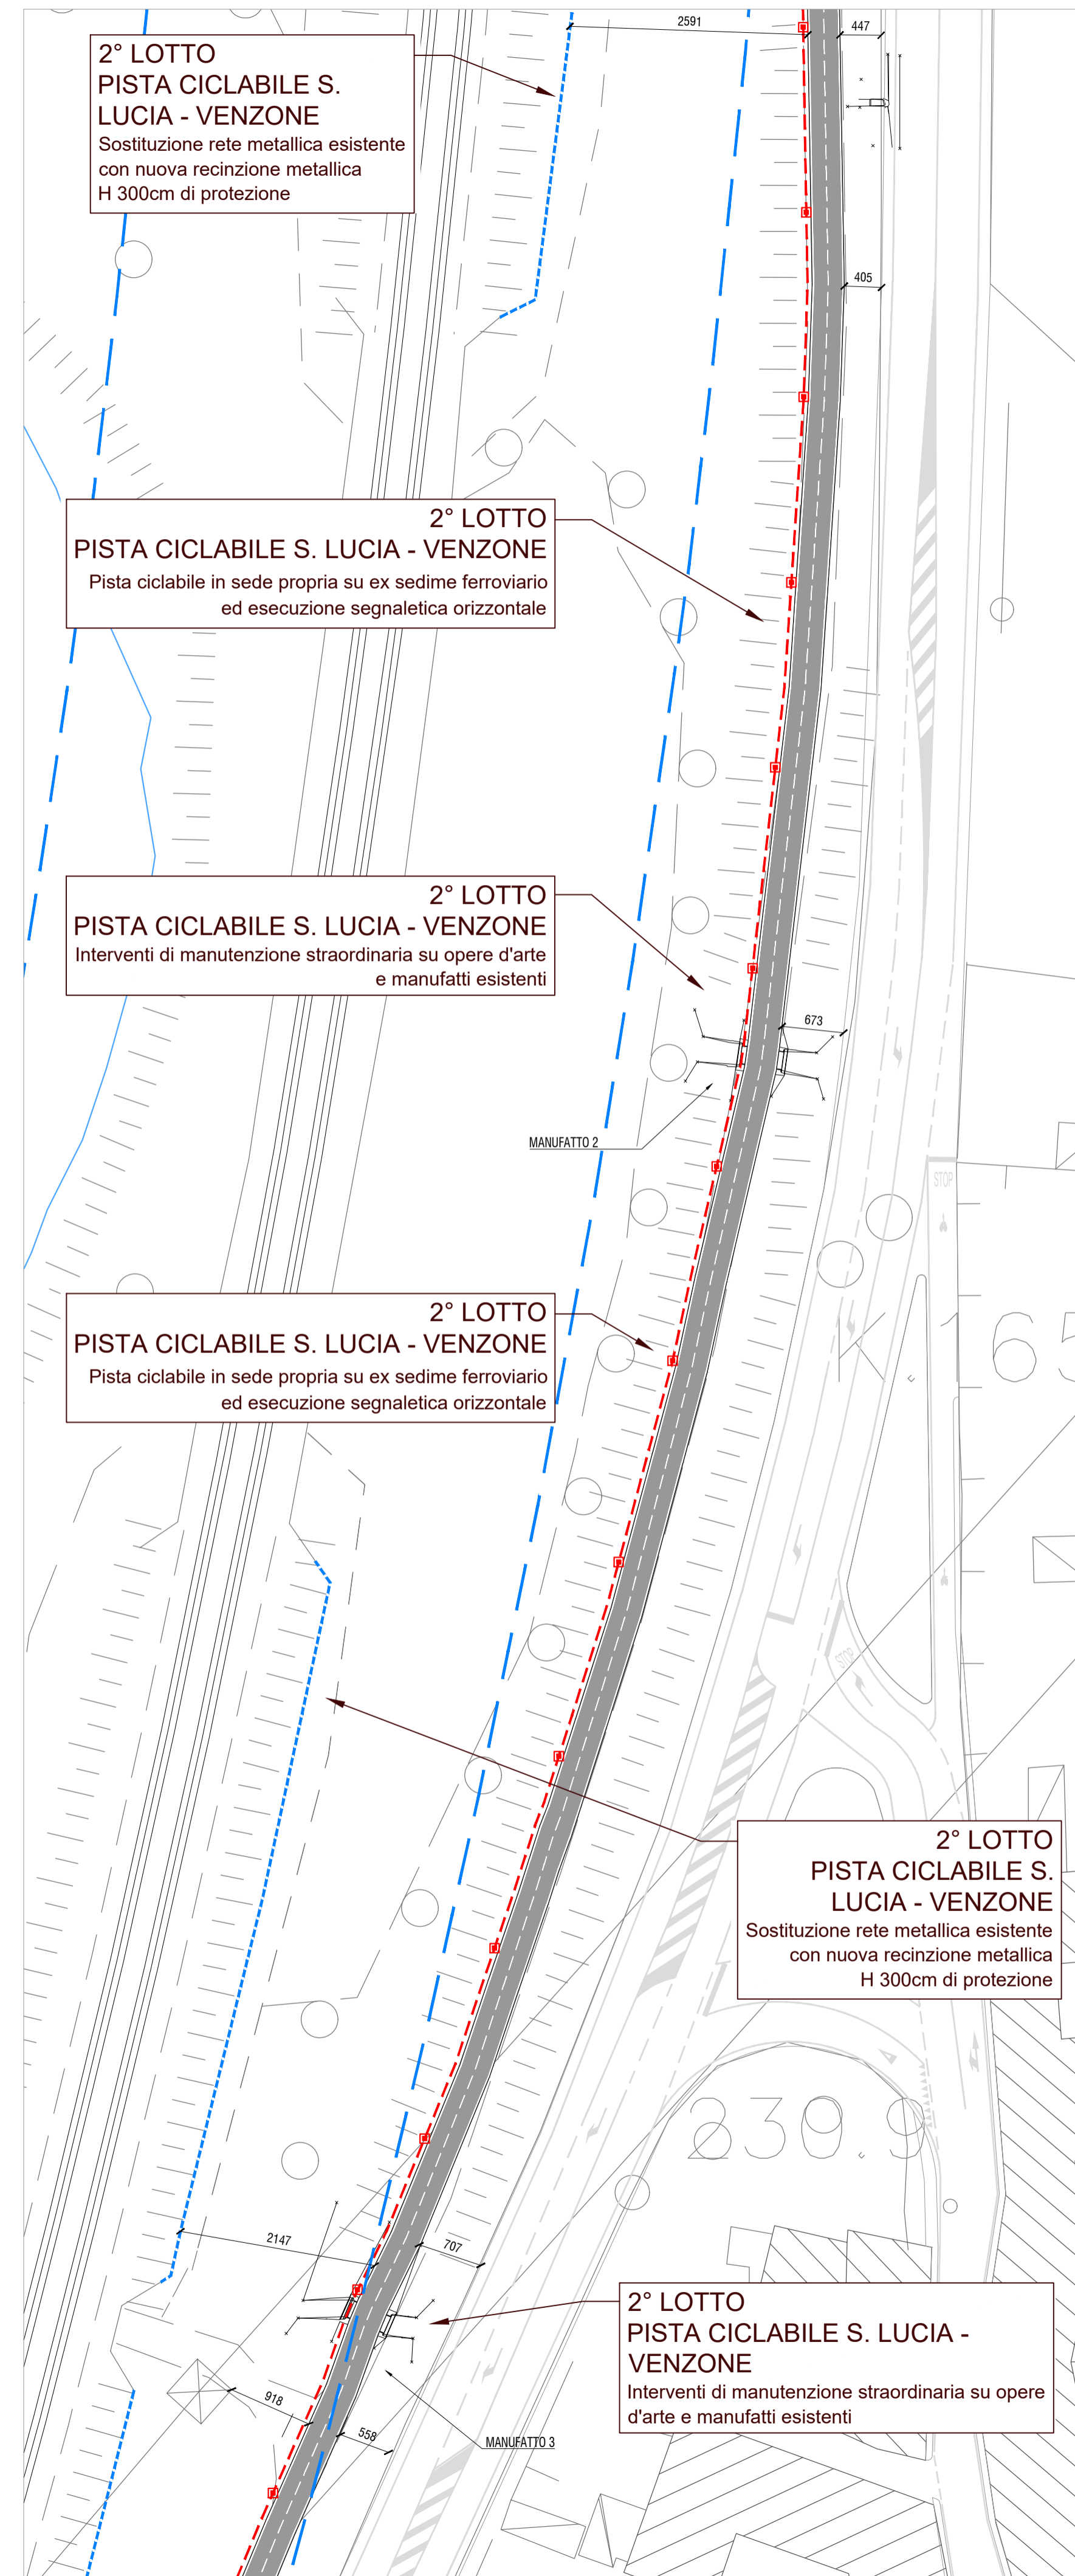 2591
447
2° LOTTO
PISTA CICLABILE S.
LUCIA - VENZONE
Sostituzione rete metallica esistente
con nuova recinzione metallica
H 300cm di protezione
405
2° LOTTO
PISTA CICLABILE S. LUCIA - VENZONE
Pista ciclabile in sede propria su ex sedime ferroviario
ed esecuzione segnaletica orizzontale
2° LOTTO
PISTA CICLABILE S. LUCIA - VENZONE
Interventi di manutenzione straordinaria su opere d'arte
e manufatti esistenti
673
MANUFATTO 2
STOP
2° LOTTO
PISTA CICLABILE S. LUCIA - VENZONE
Pista ciclabile in sede propria su ex sedime ferroviario
ed esecuzione segnaletica orizzontale
STOP
2° LOTTO
PISTA CICLABILE S.
LUCIA - VENZONE
Sostituzione rete metallica esistente
con nuova recinzione metallica
H 300cm di protezione
239.9
2147
707
2° LOTTO
PISTA CICLABILE S. LUCIA -
VENZONE
Interventi di manutenzione straordinaria su opere
d'arte e manufatti esistenti
918
558
MANUFATTO 3